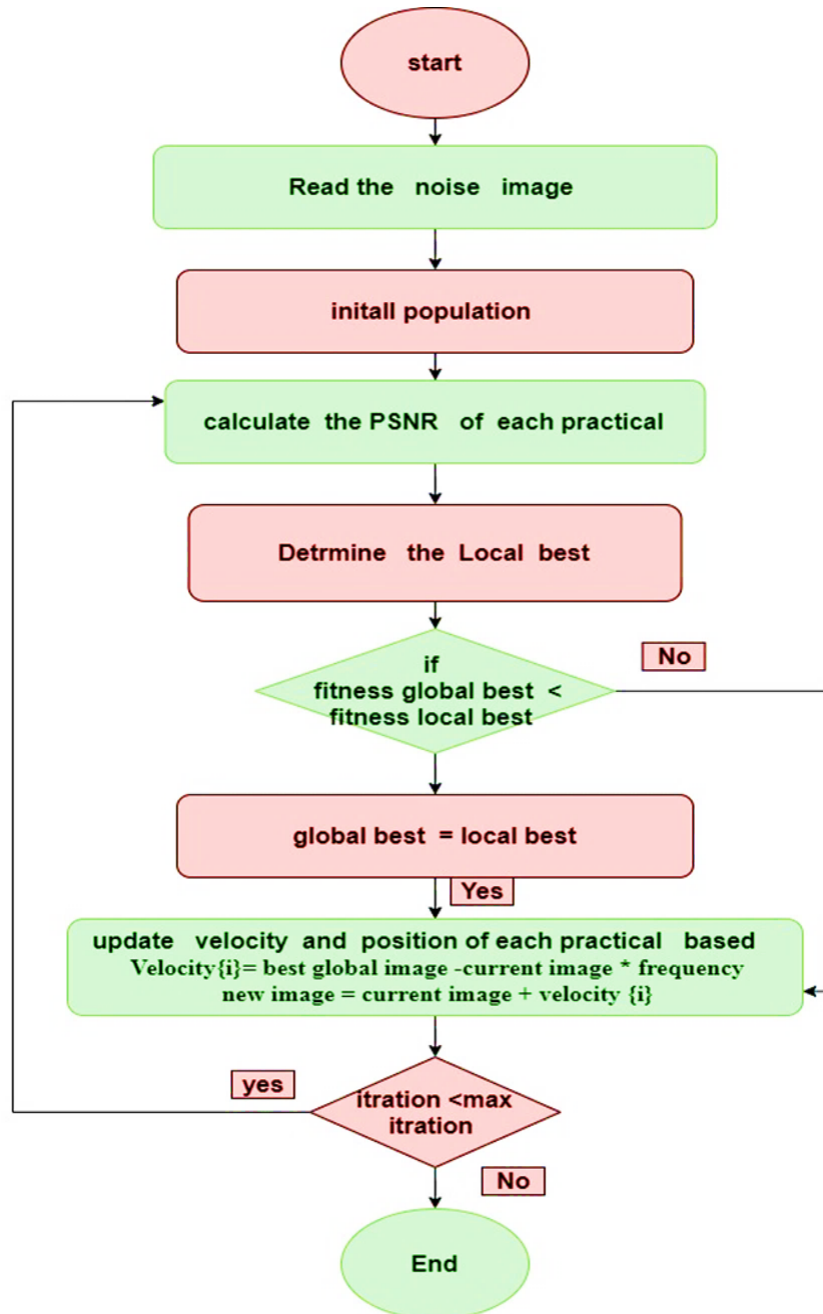 start
Read the noise image
initall population
calculate the PSNR of each practical
Detrmine the Local best
if
fitness global best <
fitness local best
No
global best = local best
Yes
update velocity and position of each practical based
Velocity{i}= best global image -current image * frequency
new image = current image + velocity {i}
yes
itration <max
itration
No
End